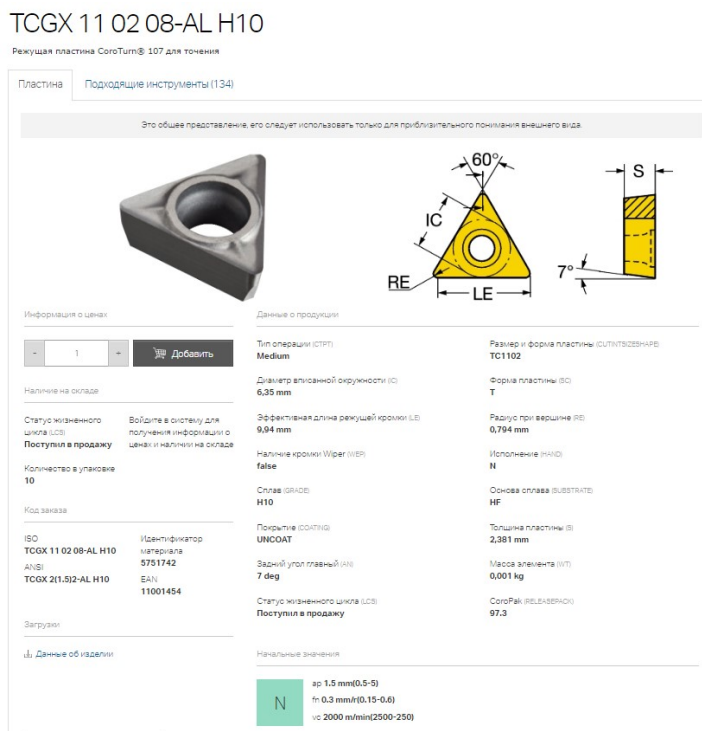 TCGX 11 02 08-AL H10
Режущая пластина CoroTurn® 107 для точения
Пластина
Подходящие инструменты (134)
Это общее представление, его следует использовать только для приблизительного понимания внешнего вида.
60°
S
IC
7°
RE
LE
Информация о ценах
- 1 +
Добавить
Наличие на складе
Статус жизненного
цикла (LCS)
Поступил в продажу
Войдите в систему для
получения информации о
ценах и наличии на складе
Количество в упаковке
10
Код заказа
ISO
TCGX 11 02 08-AL H10
ANSI
TCGX 2(1.5)2-AL H10
Идентификатор
материала
5751742
EAN
11001454
Загрузки
Данные об изделии
Данные о продукции
Тип операции (CTPT)
Medium
Размер и форма пластины (CUTINTSIZESHAPE)
TC1102
Диаметр вписанной окружности (IC)
6,35 mm
Форма пластины (SC)
T
Эффективная длина режущей кромки (LE)
9,94 mm
Радиус при вершине (RE)
0,794 mm
Наличие кромки Wiper (WEP)
false
Исполнение (HAND)
N
Сплав (GRADE)
H10
Основа сплава (SUBSTRATE)
HF
Покрытие (COATING)
UNCOAT
Толщина пластины (S)
2,381 mm
Задний угол главный (AN)
7 deg
Масса элемента (WT)
0,001 kg
Статус жизненного цикла (LCS)
Поступил в продажу
CoroPak (RELEASEPACK)
97.3
Начальные значения
N
ap 1.5 mm(0.5-5)
fn 0.3 mm/r(0.15-0.6)
vc 2000 m/min(2500-250)